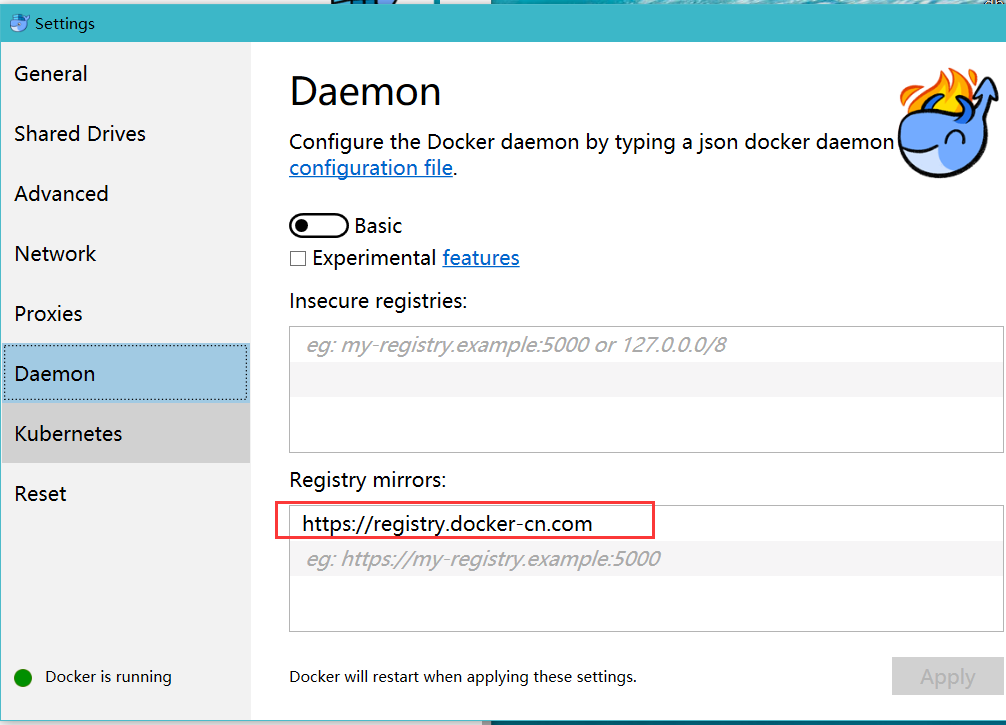 Settings
General
Shared Drives
Advanced
Network
Proxies
Daemon
Kubernetes
Reset
Docker is running
Daemon
Configure the Docker daemon by typing a json docker daemon
configuration file.
Basic
Experimental features
Insecure registries:
eg: my-registry.example:5000 or 127.0.0.0/8
Registry mirrors:
https://registry.docker-cn.com
eg: https://my-registry.example:5000
Docker will restart when applying these settings.
Apply